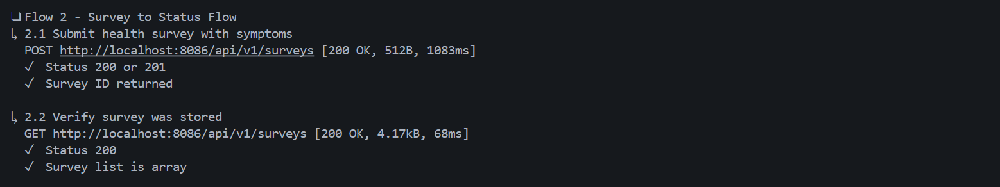 ❏ Flow 2 - Survey to Status Flow
↳ 2.1 Submit health survey with symptoms
POST http://localhost:8086/api/v1/surveys [200 OK, 512B, 1083ms]
✓ Status 200 or 201
✓ Survey ID returned
↳ 2.2 Verify survey was stored
GET http://localhost:8086/api/v1/surveys [200 OK, 4.17kB, 68ms]
✓ Status 200
✓ Survey list is array